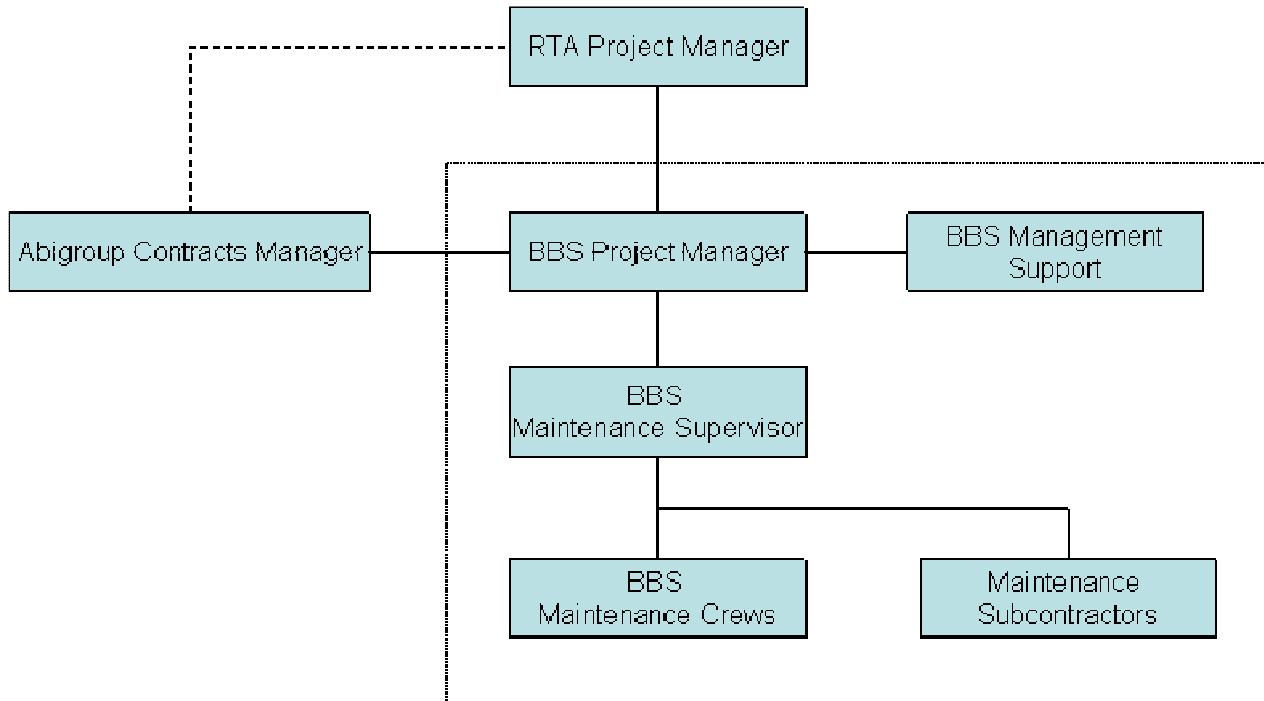 RTA Project Manager
Abigroup Contracts Manager
BBS Project Manager
BBS Management
Support
BBS
Maintenance Supervisor
BBS
Maintenance Crews
Maintenance
Subcontractors